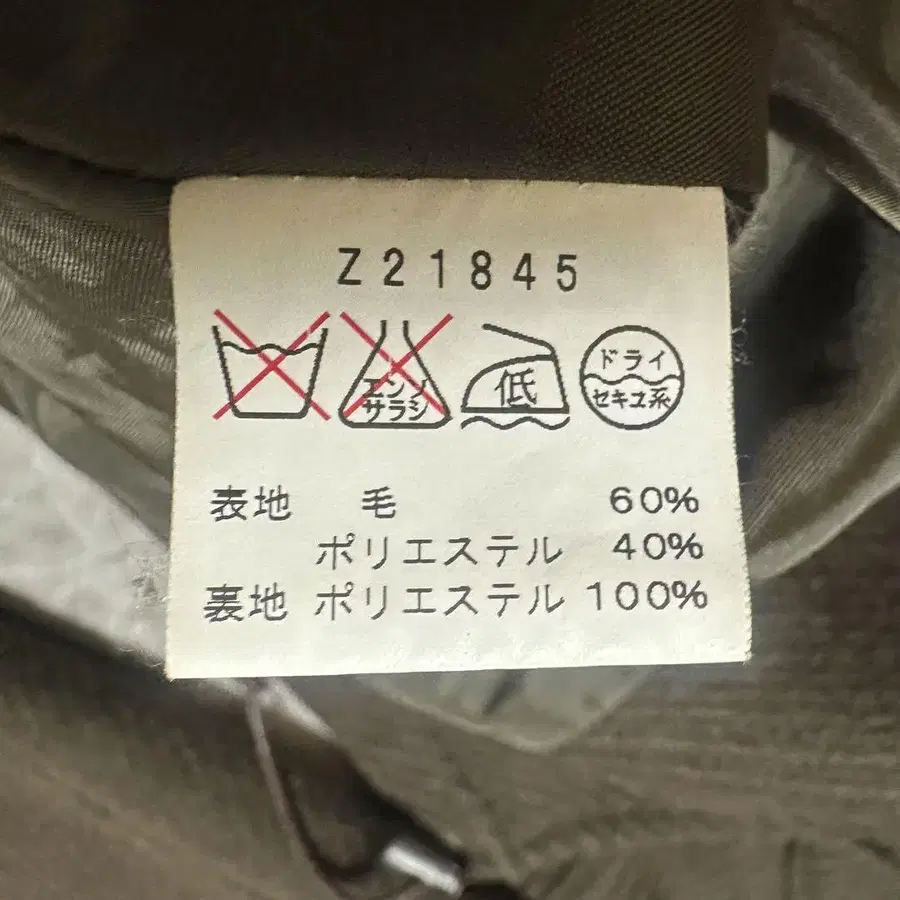 Z21845
エンソ
サラシ
低
ドライ
セキユ系
表地 毛 60%
ポリエステル 40%
裏地 ポリエステル 100%